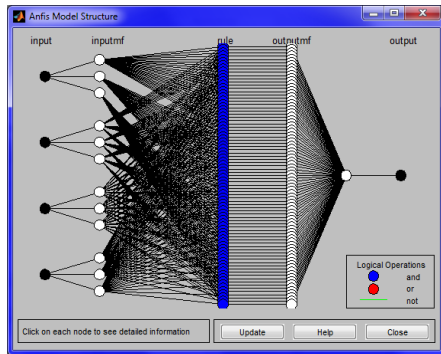 Anfis Model Structure
input inputmf rule outputmf output
Logical Operations
and
or
not
Click on each node to see detailed information
Update Help Close